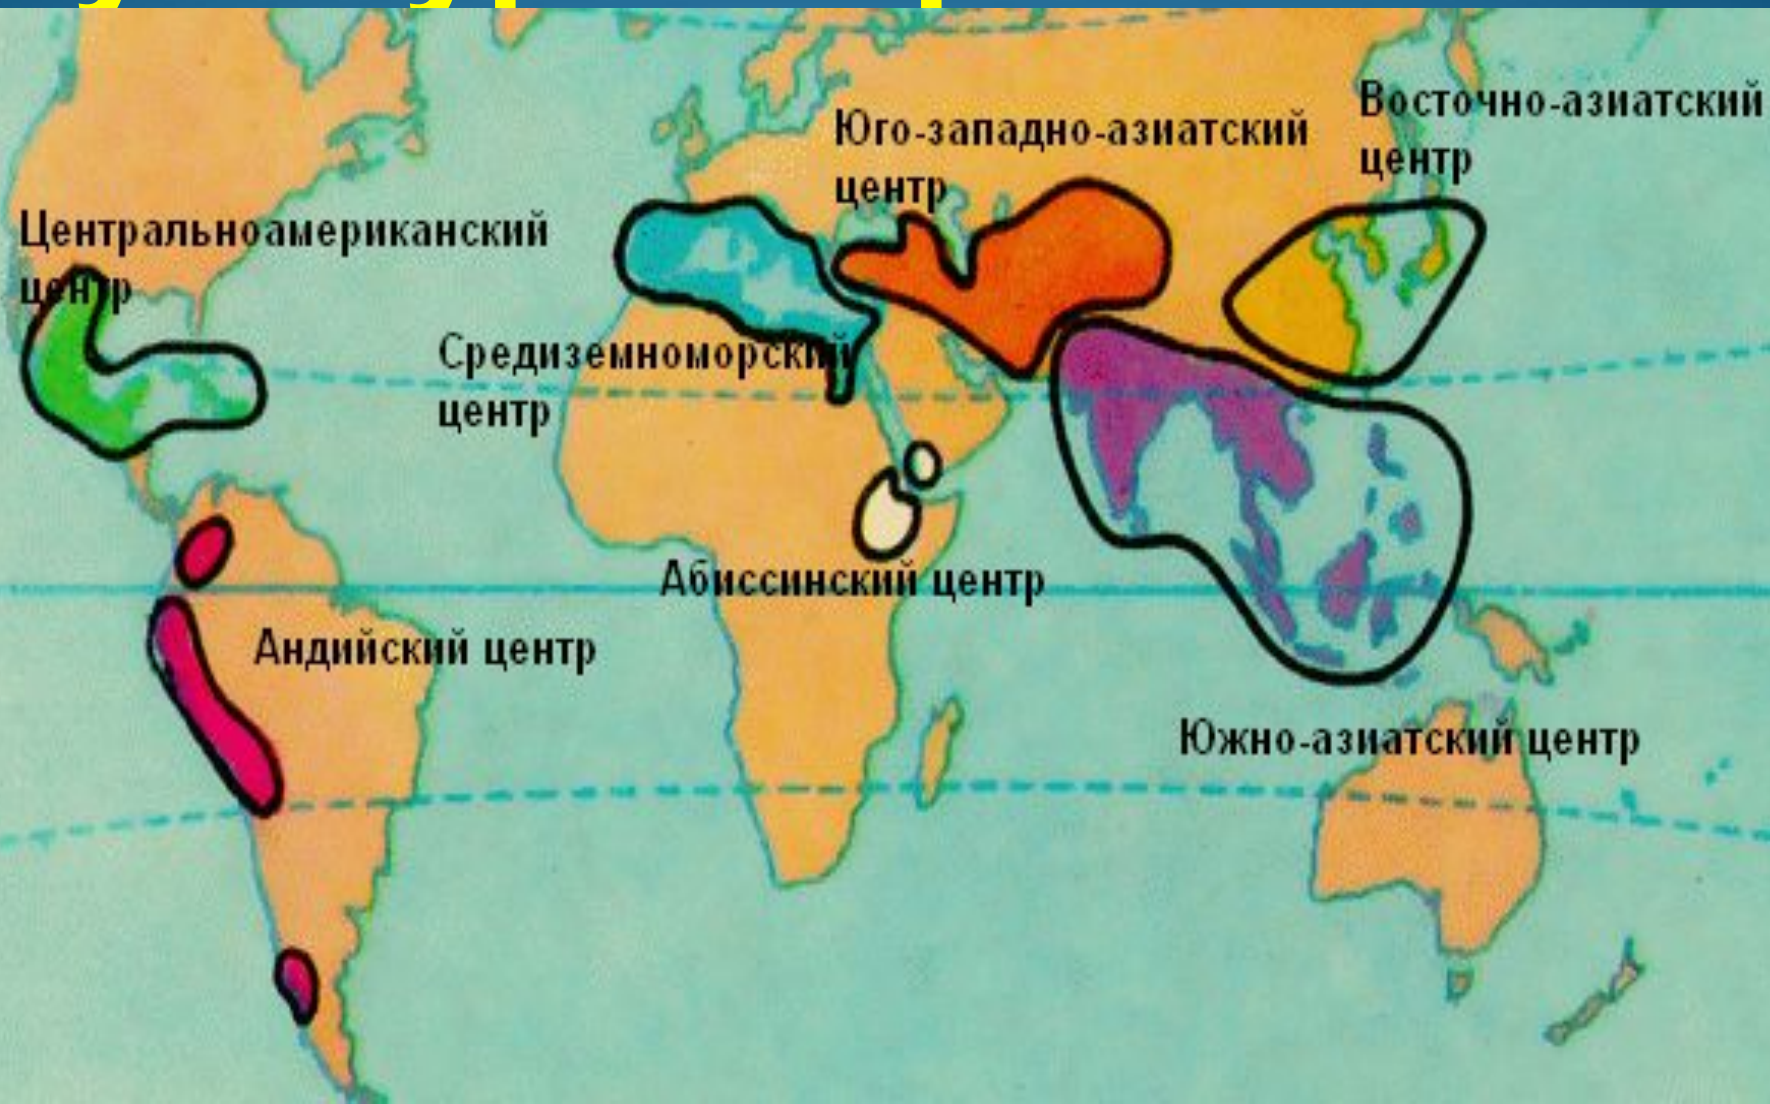 Восточно-азиатский
центр
Юго-западно-азиатский
центр
Центральноамериканский
центр
Средиземноморский
центр
Абиссинский центр
Андийский центр
Южно-азиатский центр